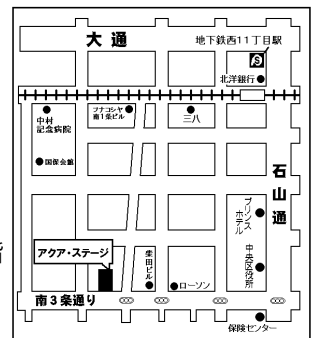 大通
地下鉄西11丁目駅
北洋銀行
中村
記念病院
フナコシヤ
南1条ビル
三八
国保会館
石山通
プリンスホテル
中央区役所
アクア・ステージ
柴田ビル
ローソン
南3条通り
保険センター